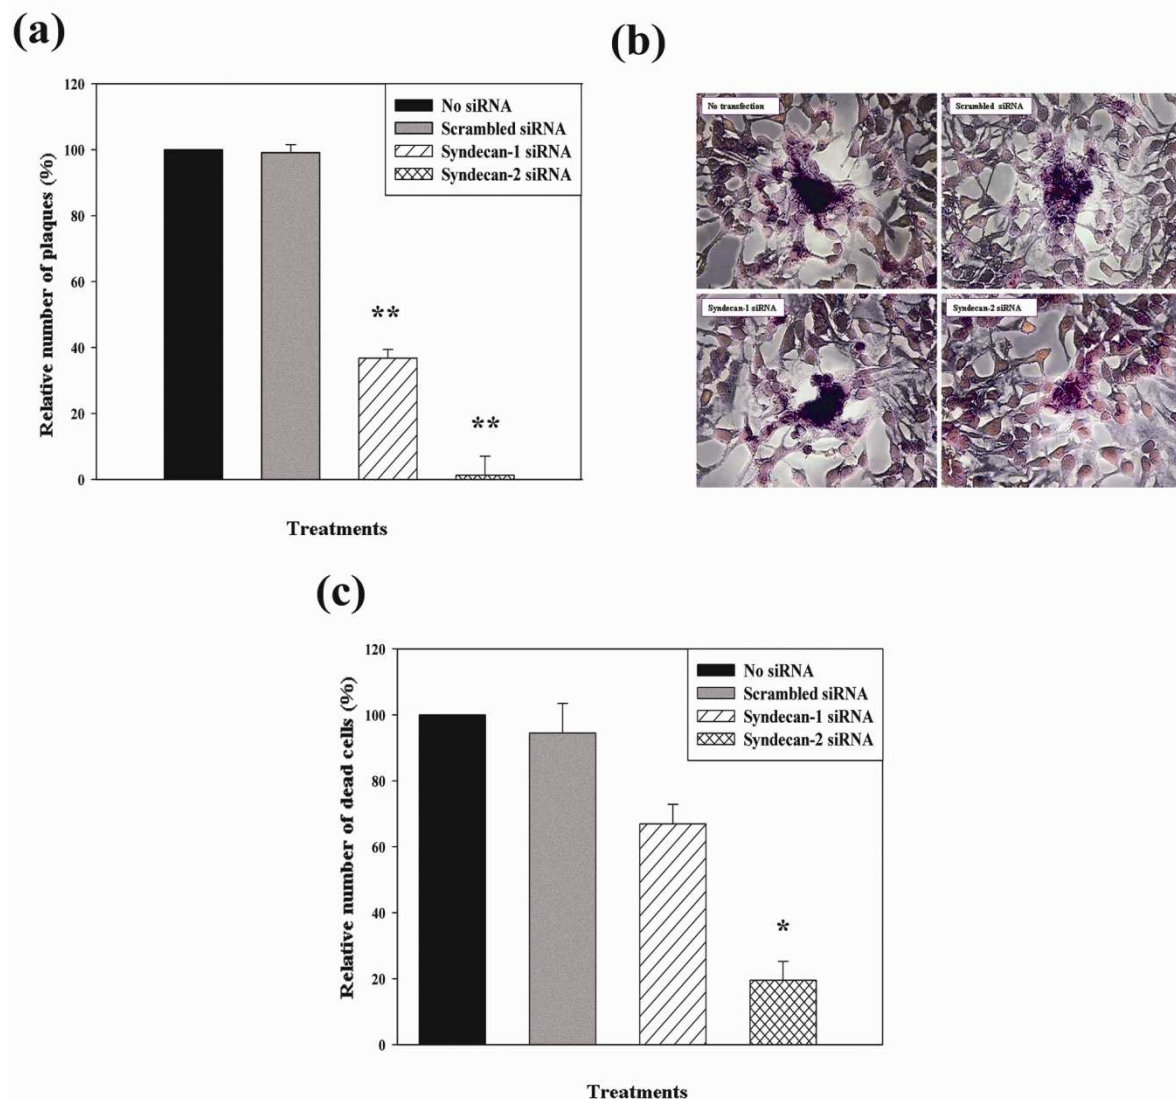 (a)
Relative number of plaques (%)
120
100
80
60
40
20
0
No siRNA
Scrambled siRNA
Syndecan-1 siRNA
Syndecan-2 siRNA
**
**
Treatments
(b)
No transfection
Scrambled siRNA
Syndecan-1 siRNA
Syndecan-2 siRNA
(c)
Relative number of dead cells (%)
120
100
80
60
40
20
0
No siRNA
Scrambled siRNA
Syndecan-1 siRNA
Syndecan-2 siRNA
*
Treatments